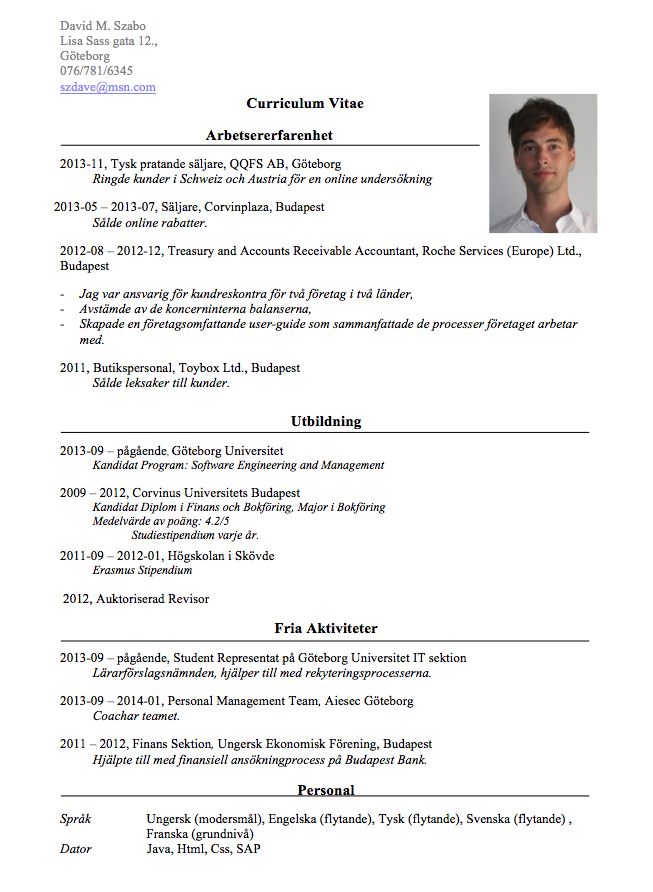 David M. Szabo
Lisa Sass gata 12.,
Göteborg
076/781/6345
szdave@msn.com
Curriculum Vitae
Arbetsererfarenhet
2013-11, Tysk pratande säljare, QQFS AB, Göteborg
Ringde kunder i Schweiz och Austria för en online undersökning
2013-05 – 2013-07, Säljare, Corvinplaza, Budapest
Sålde online rabatter.
2012-08 – 2012-12, Treasury and Accounts Receivable Accountant, Roche Services (Europe) Ltd.,
Budapest
- Jag var ansvarig för kundreskontra för två företag i två länder,
- Avstämde av de koncerninterna balanserna,
- Skapade en företagsomfattande user-guide som sammanfattade de processer företaget arbetar
med.
2011, Butikspersonal, Toybox Ltd., Budapest
Sålde leksaker till kunder.
Utbildning
2013-09 – pågående, Göteborg Universitet
Kandidat Program: Software Engineering and Management
2009 – 2012, Corvinus Universitets Budapest
Kandidat Diplom i Finans och Bokföring, Major i Bokföring
Medelvärde av poäng: 4.2/5
Studiestipendium varje år.
2011-09 – 2012-01, Högskolan i Skövde
Erasmus Stipendium
2012, Auktoriserad Revisor
Fria Aktiviteter
2013-09 – pågående, Student Representat på Göteborg Universitet IT sektion
Lärarförslagsnämnden, hjälper till med rekyteringsprocesserna.
2013-09 – 2014-01, Personal Management Team, Aiesec Göteborg
Coachar teamet.
2011 – 2012, Finans Sektion, Ungersk Ekonomisk Förening, Budapest
Hjälpte till med finansiell ansökningprocess på Budapest Bank.
Personal
Språk Ungersk (modersmål), Engelska (flytande), Tysk (flytande), Svenska (flytande) ,
Franska (grundnivå)
Dator Java, Html, Css, SAP